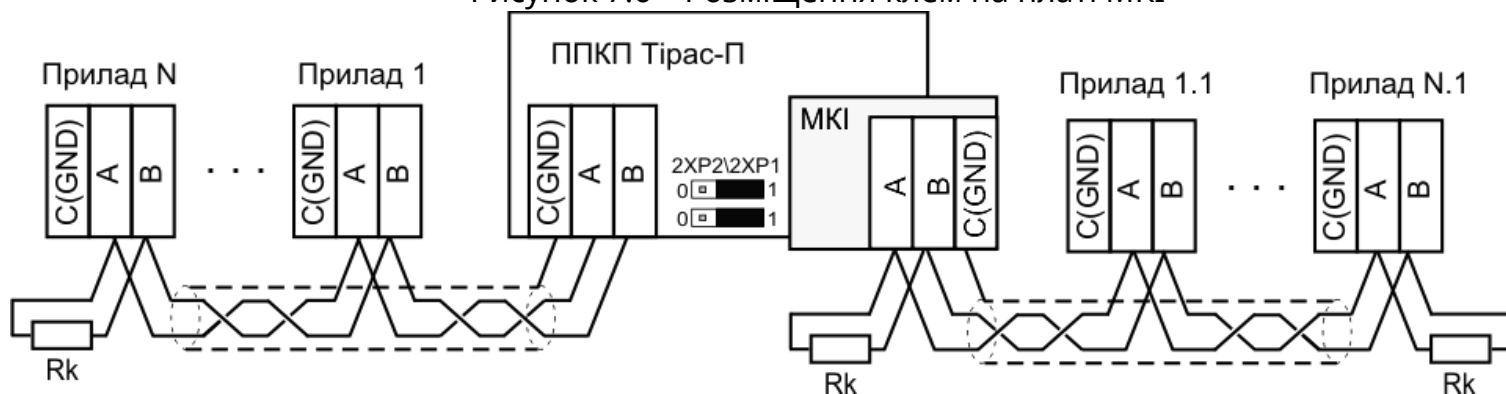 ППКП Тірас-П
Прилад N
Прилад 1
Прилад 1.1
Прилад N.1
МКІ
C(GND) A B
. . .
C(GND) A B
C(GND) A B
2XP2\2XP1
0 1
0 1
A B C(GND)
C(GND) A B
. . .
C(GND) A B
Rk
Rk
Rk